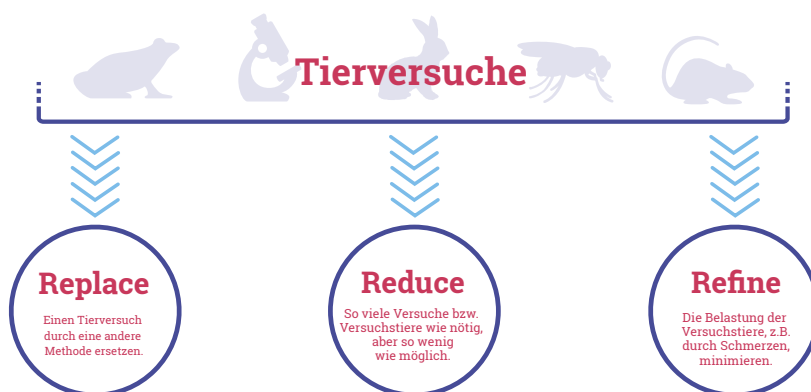 Tierversuche
Replace
Einen Tierversuch
durch eine andere
Methode ersetzen.
Reduce
So viele Versuche bzw.
Versuchstiere wie nötig,
aber so wenig
wie möglich.
Refine
Die Belastung der
Versuchstiere, z.B.
durch Schmerzen,
minimieren.